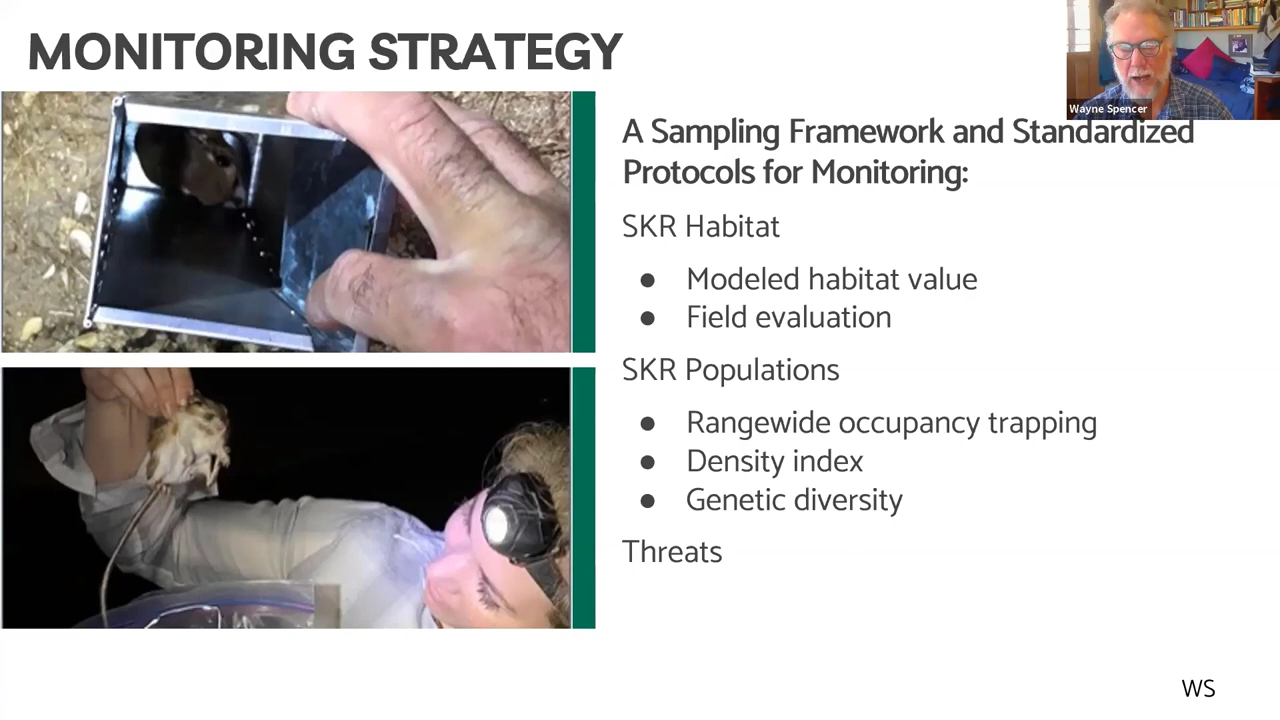 MONITORING STRATEGY
Wayne Spencer
A Sampling Framework and Standardized
Protocols for Monitoring:
SKR Habitat
● Modeled habitat value
● Field evaluation
SKR Populations
● Rangewide occupancy trapping
● Density index
● Genetic diversity
Threats
WS